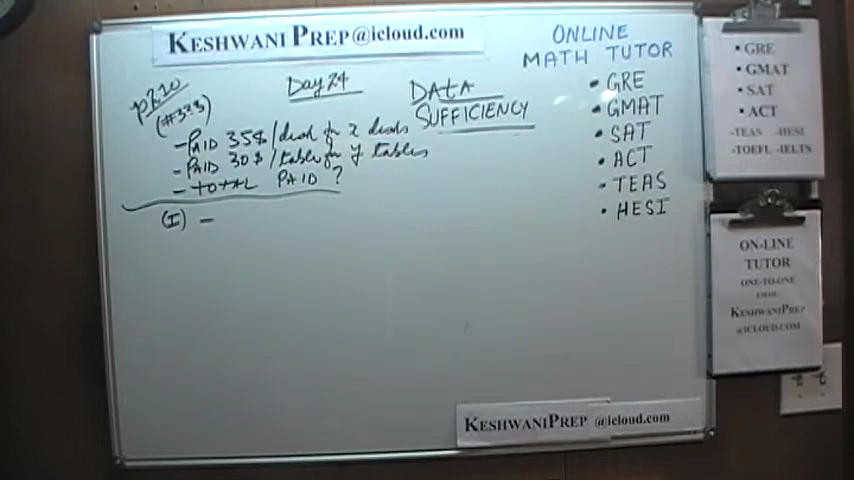 KESHWANI PREP@icloud.com
p210
(#333)
Day 24
DATA
SUFFICIENCY
-PAID 35$/desk for x desks
-PAID 30$/table for y tables
-TOTAL PAID ?
(I) -
ONLINE
MATH TUTOR
• GRE
• GMAT
• SAT
• ACT
• TEAS
• HESI
• GRE
• GMAT
• SAT
• ACT
-TEAS -HESI
-TOEFL -IELTS
ON-LINE
TUTOR
ONE-TO-ONE
EMAIL:
KESHWANIPREP
@ICLOUD.COM
KESHWANIPREP @icloud.com